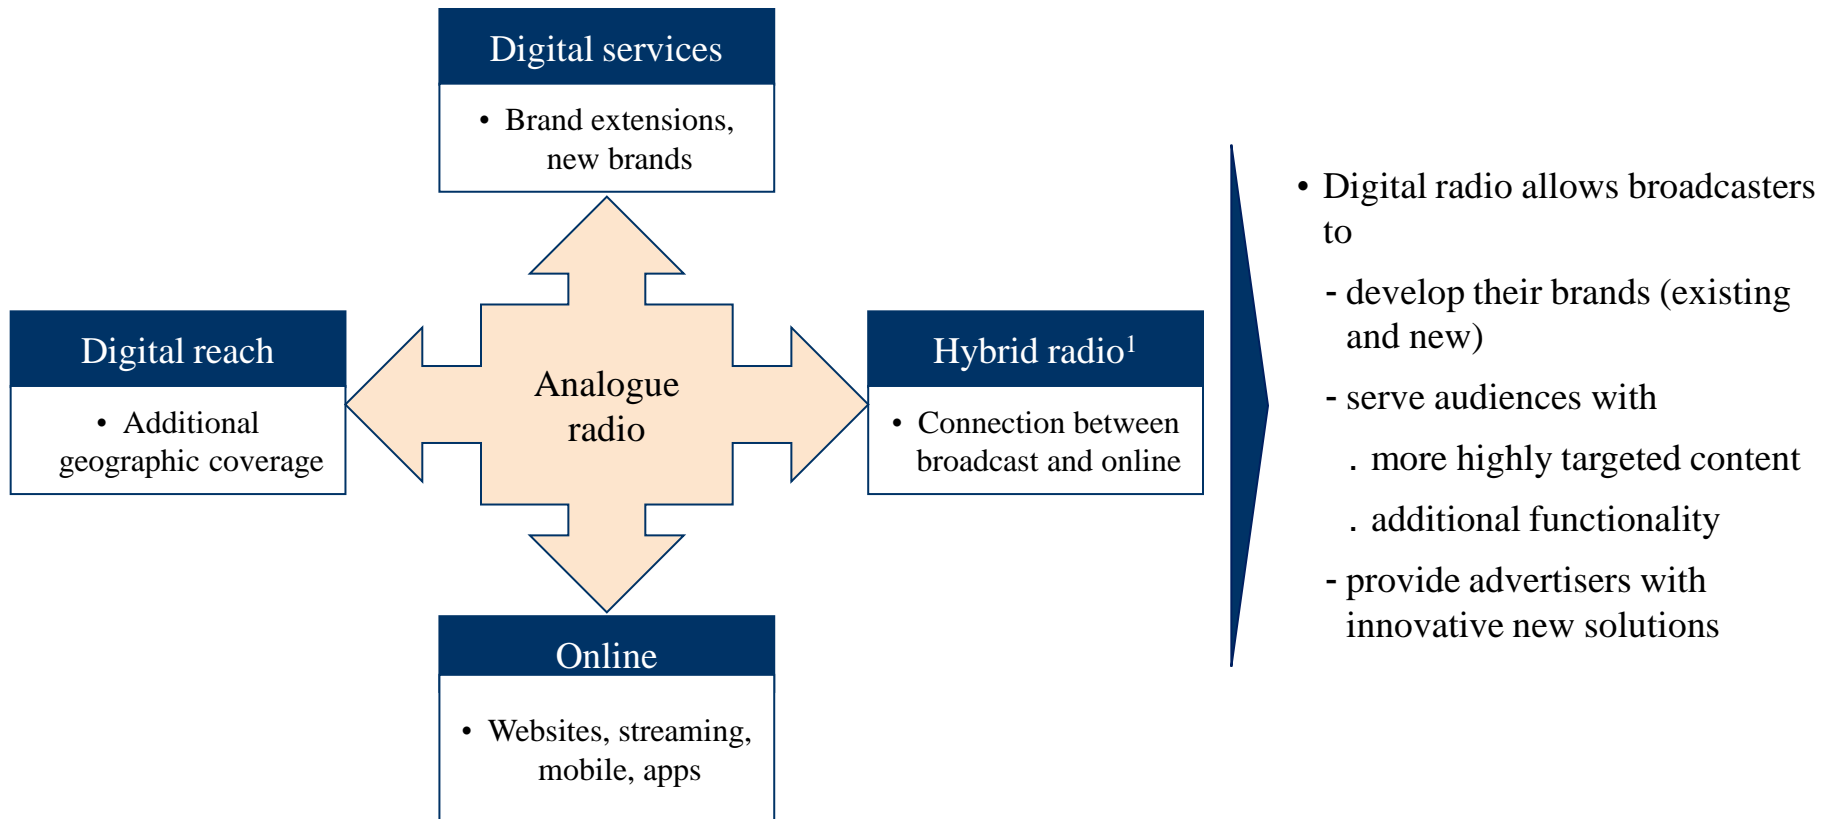 Digital services
• Brand extensions,
new brands
Digital reach
• Additional
geographic coverage
Analogue
radio
Hybrid radio¹
• Connection between
broadcast and online
Online
• Websites, streaming,
mobile, apps
• Digital radio allows broadcasters
to
- develop their brands (existing
and new)
- serve audiences with
. more highly targeted content
. additional functionality
- provide advertisers with
innovative new solutions